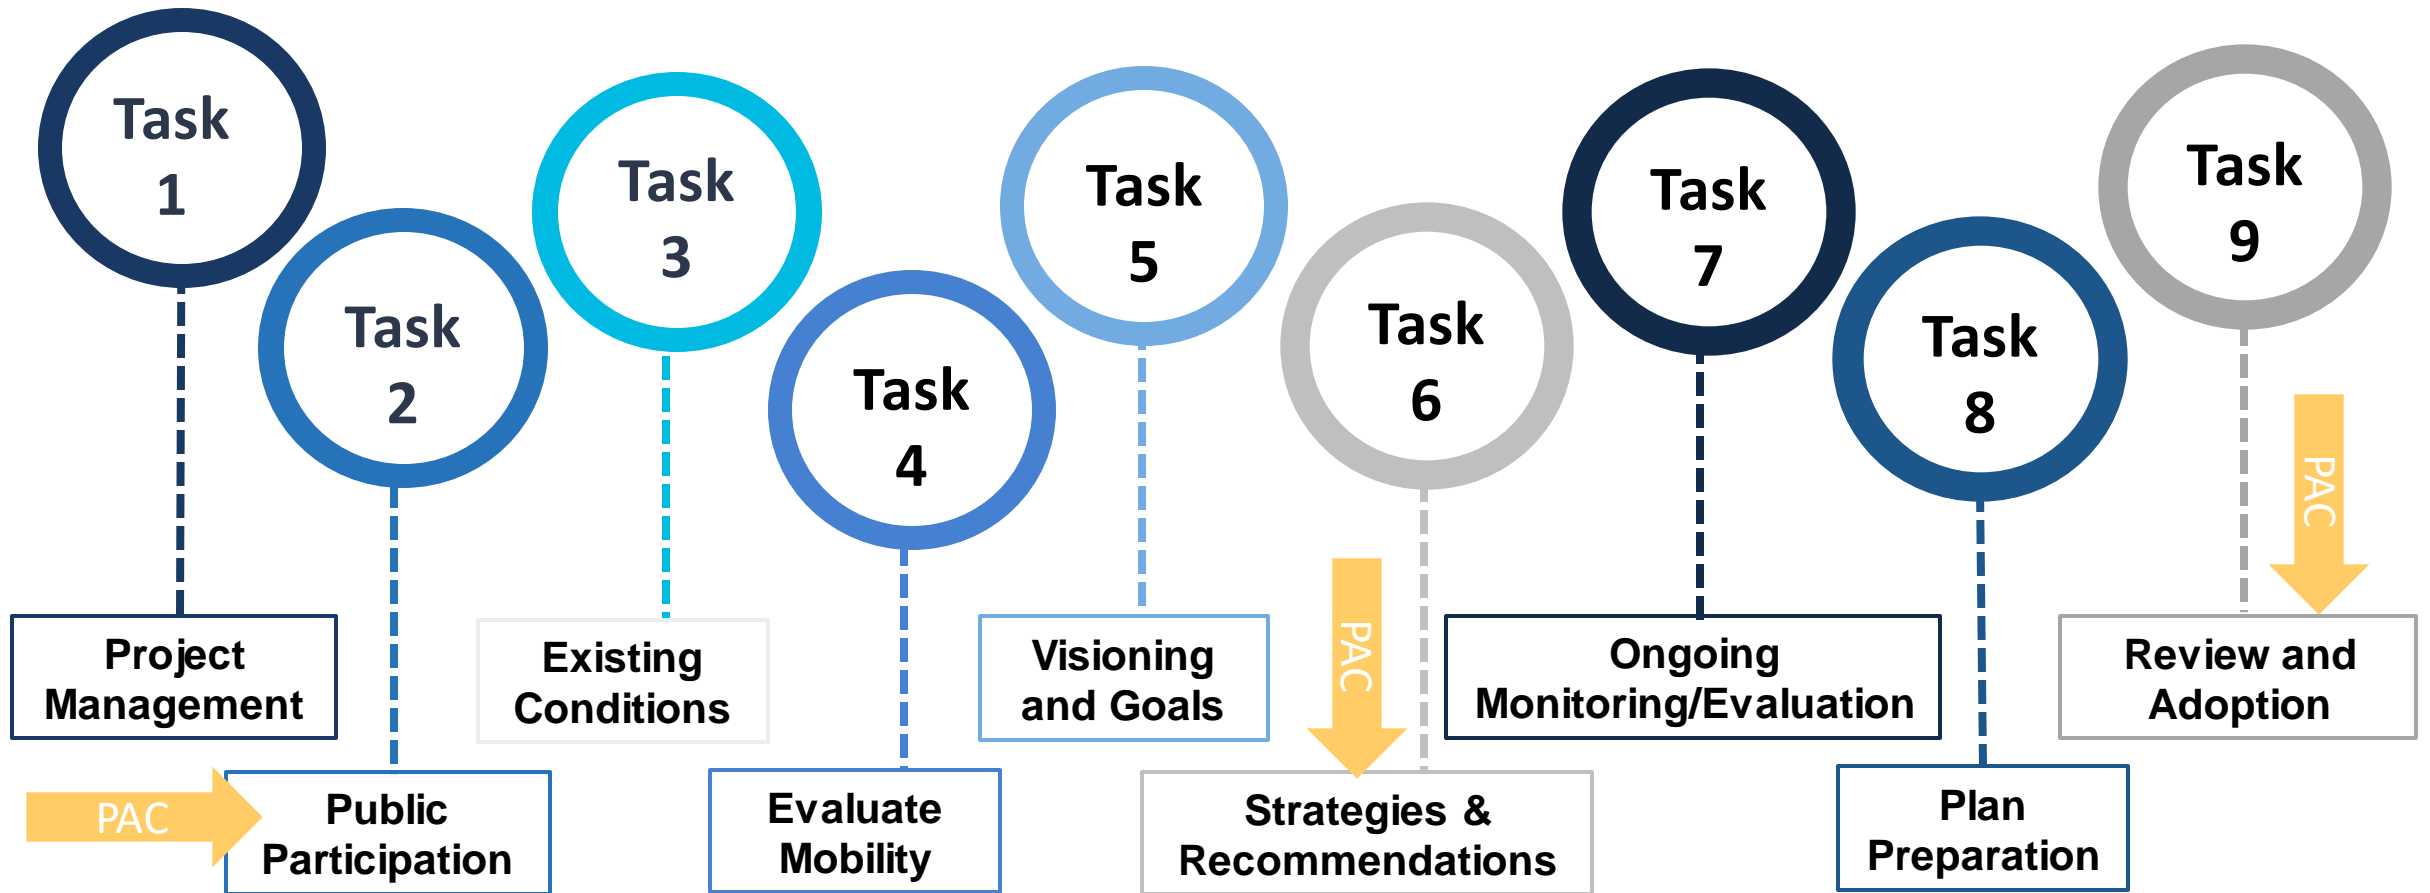 Task
1
Task
2
Task
3
Task
4
Task
5
Task
6
Task
7
Task
8
Task
9
Project
Management
PAC
Public
Participation
Existing
Conditions
Evaluate
Mobility
Visioning
and Goals
PAC
Strategies &
Recommendations
Ongoing
Monitoring/Evaluation
Plan
Preparation
PAC
Review and
Adoption